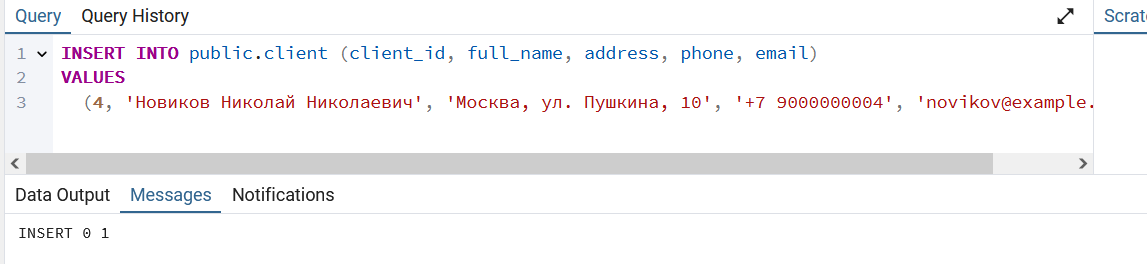 Query Query History
1 INSERT INTO public.client (client_id, full_name, address, phone, email)
2 VALUES
3 (4, 'Новиков Николай Николаевич', 'Москва, ул. Пушкина, 10', '+7 9000000004', 'novikov@example.
Data Output Messages Notifications
INSERT 0 1